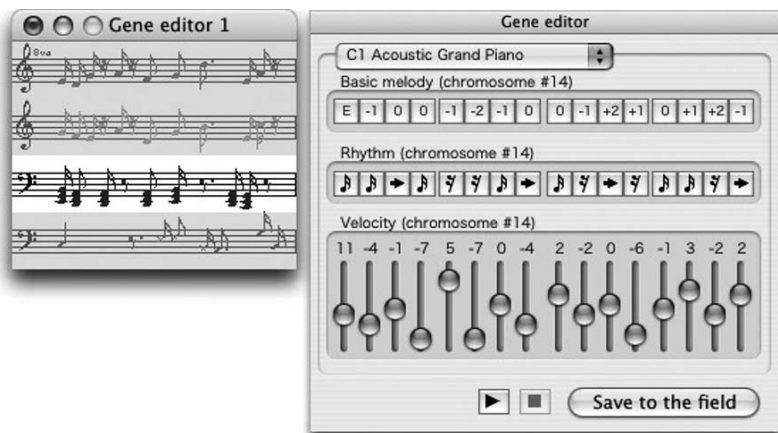 Gene editor 1
8va
Gene editor
C1 Acoustic Grand Piano
Basic melody (chromosome #14)
E -1 0 0 -1 -2 -1 0 0 -1 +2 +1 0 +1 +2 -1
Rhythm (chromosome #14)
Velocity (chromosome #14)
11 -4 -1 -7 5 -7 0 -4 2 -2 0 -6 -1 3 -2 2
Save to the field